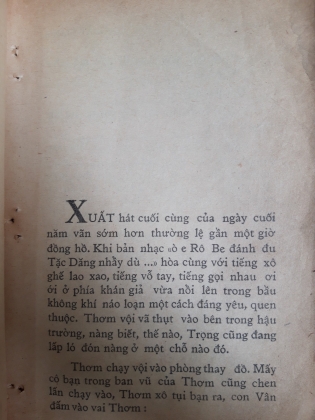 XUẤT hát cuối cùng của ngày cuối
năm vãn sớm hơn thường lệ gần một giờ
đồng hồ. Khi bản nhạc «ò e Rô Be đánh đu
Tặc Dăng nhẩy dù ...» hòa cùng với tiếng xô
ghế lao xao, tiếng vỗ tay, tiếng gọi nhau ơi
ới ở phía khán giả vừa nổi lên trong bầu
không khí náo loạn một cách đáng yêu, quen
thuộc. Thơm vội vã thụt vào bên trong hậu
trường, nàng biết, thế nào, Trọng cũng đang
lấp ló đón nàng ở một chỗ nào đó.
Thơm chạy vội vào phòng thay đồ. Mấy
cô bạn trong ban vũ của Thơm cũng chen
lấn chạy vào, Thơm xô tụi bạn ra, con Vân
đấm vào vai Thơm :